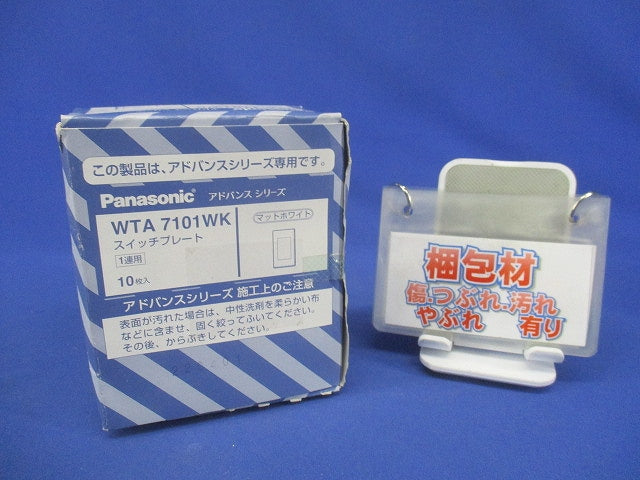 この製品は、アドバンスシリーズ専用です。
Panasonic アドバンス シリーズ
WTA 7101WK
マットホワイト
スイッチプレート
1連用
10枚入
アドバンスシリーズ 施工上のご注意
表面が汚れた場合は、中性洗剤を柔らかい布
などに含ませ、固く絞ってふいてください。
その後、からぶきしてください。
梱包材
傷・つぶれ・汚れ
やぶれ 有り